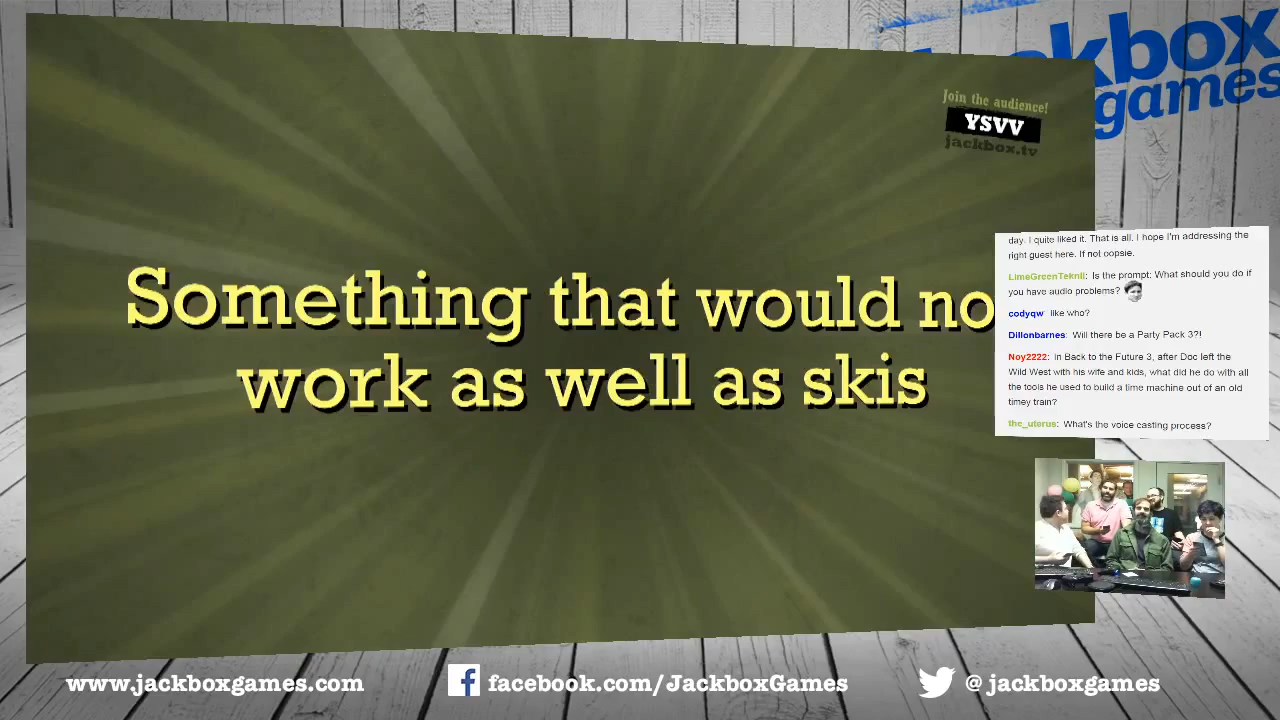 jackbox
games
Join the audience!
YSVV
jackbox.tv
Something that would no
work as well as skis
day. I quite liked it. That is all. I hope I'm addressing the
right guest here. If not oopsie.
LimeGreenTeknii: Is the prompt: What should you do if
you have audio problems?
codyqw: like who?
Dillonbarnes: Will there be a Party Pack 3?!
Noy2222: in Back to the Future 3, after Doc left the
Wild West with his wife and kids, what did he do with all
the tools he used to build a time machine out of an old
timey train?
the_uterus: What's the voice casting process?
www.jackboxgames.com
facebook.com/JackboxGames
@jackboxgames